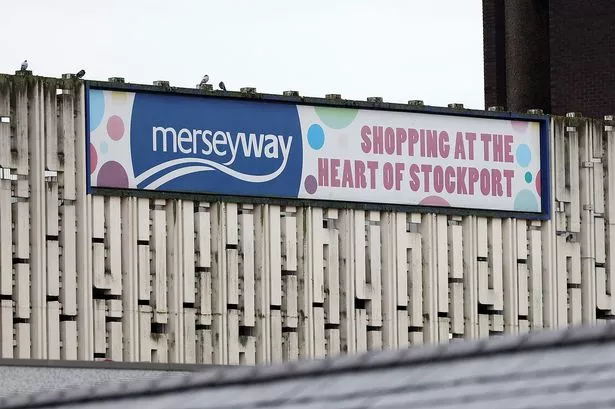 merseyway
SHOPPING AT THE
HEART OF STOCKPORT.